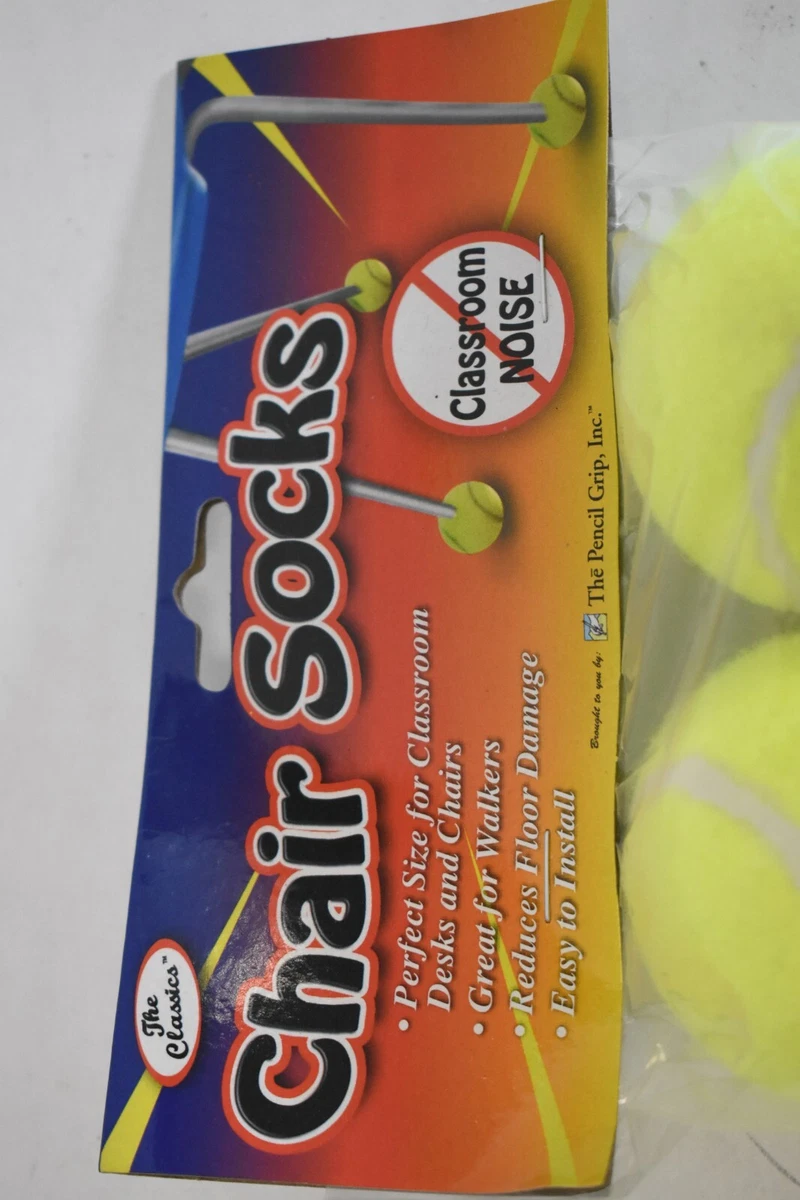 The
Classics™
Chair Socks
• Perfect Size for Classroom
Desks and Chairs
• Great for Walkers
• Reduces Floor Damage
• Easy to Install
Classroom
NOISE
Brought to you by:
Thē Pencil Grip, Inc.™